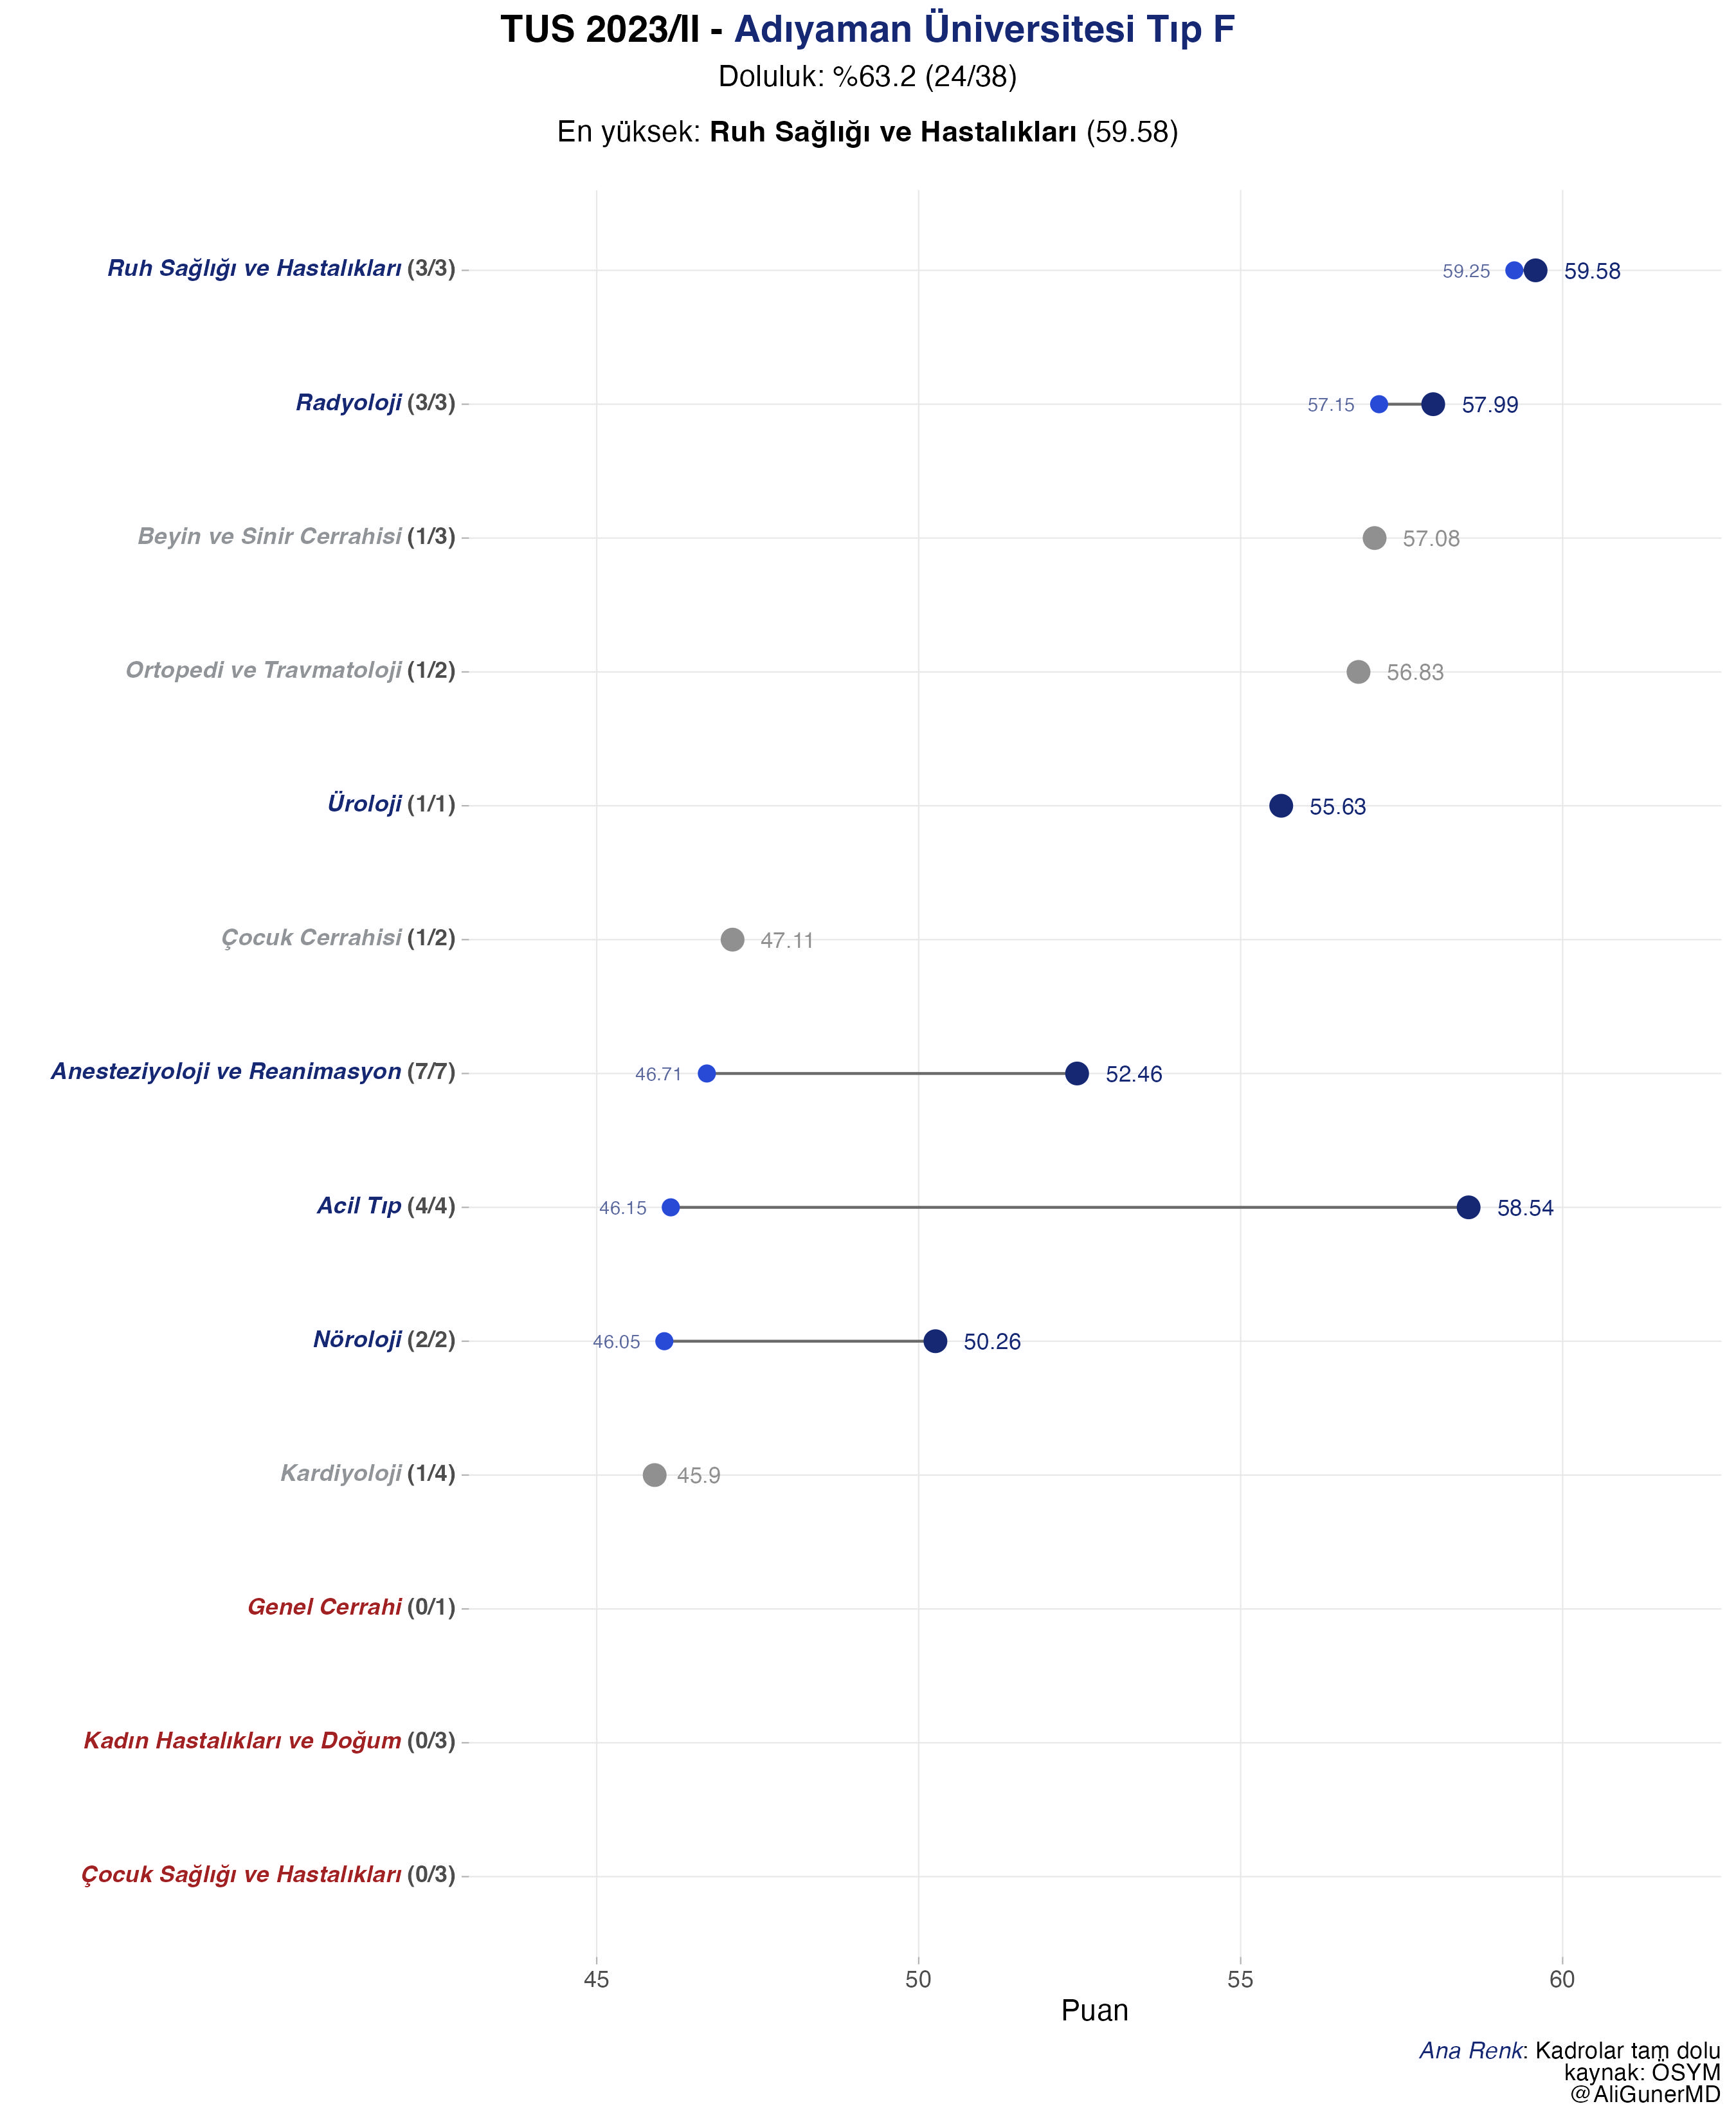 TUS 2023/II - Adıyaman Üniversitesi Tıp F
Doluluk: %63.2 (24/38)
En yüksek: Ruh Sağlığı ve Hastalıkları (59.58)
Ruh Sağlığı ve Hastalıkları (3/3) 59.25 59.58
Radyoloji (3/3) 57.15 57.99
Beyin ve Sinir Cerrahisi (1/3) 57.08
Ortopedi ve Travmatoloji (1/2) 56.83
Üroloji (1/1) 55.63
Çocuk Cerrahisi (1/2) 47.11
Anesteziyoloji ve Reanimasyon (7/7) 46.71 52.46
Acil Tıp (4/4) 46.15 58.54
Nöroloji (2/2) 46.05 50.26
Kardiyoloji (1/4) 45.9
Genel Cerrahi (0/1)
Kadın Hastalıkları ve Doğum (0/3)
Çocuk Sağlığı ve Hastalıkları (0/3)
45 50 55 60
Puan
Ana Renk: Kadrolar tam dolu
kaynak: ÖSYM
@AliGunerMD